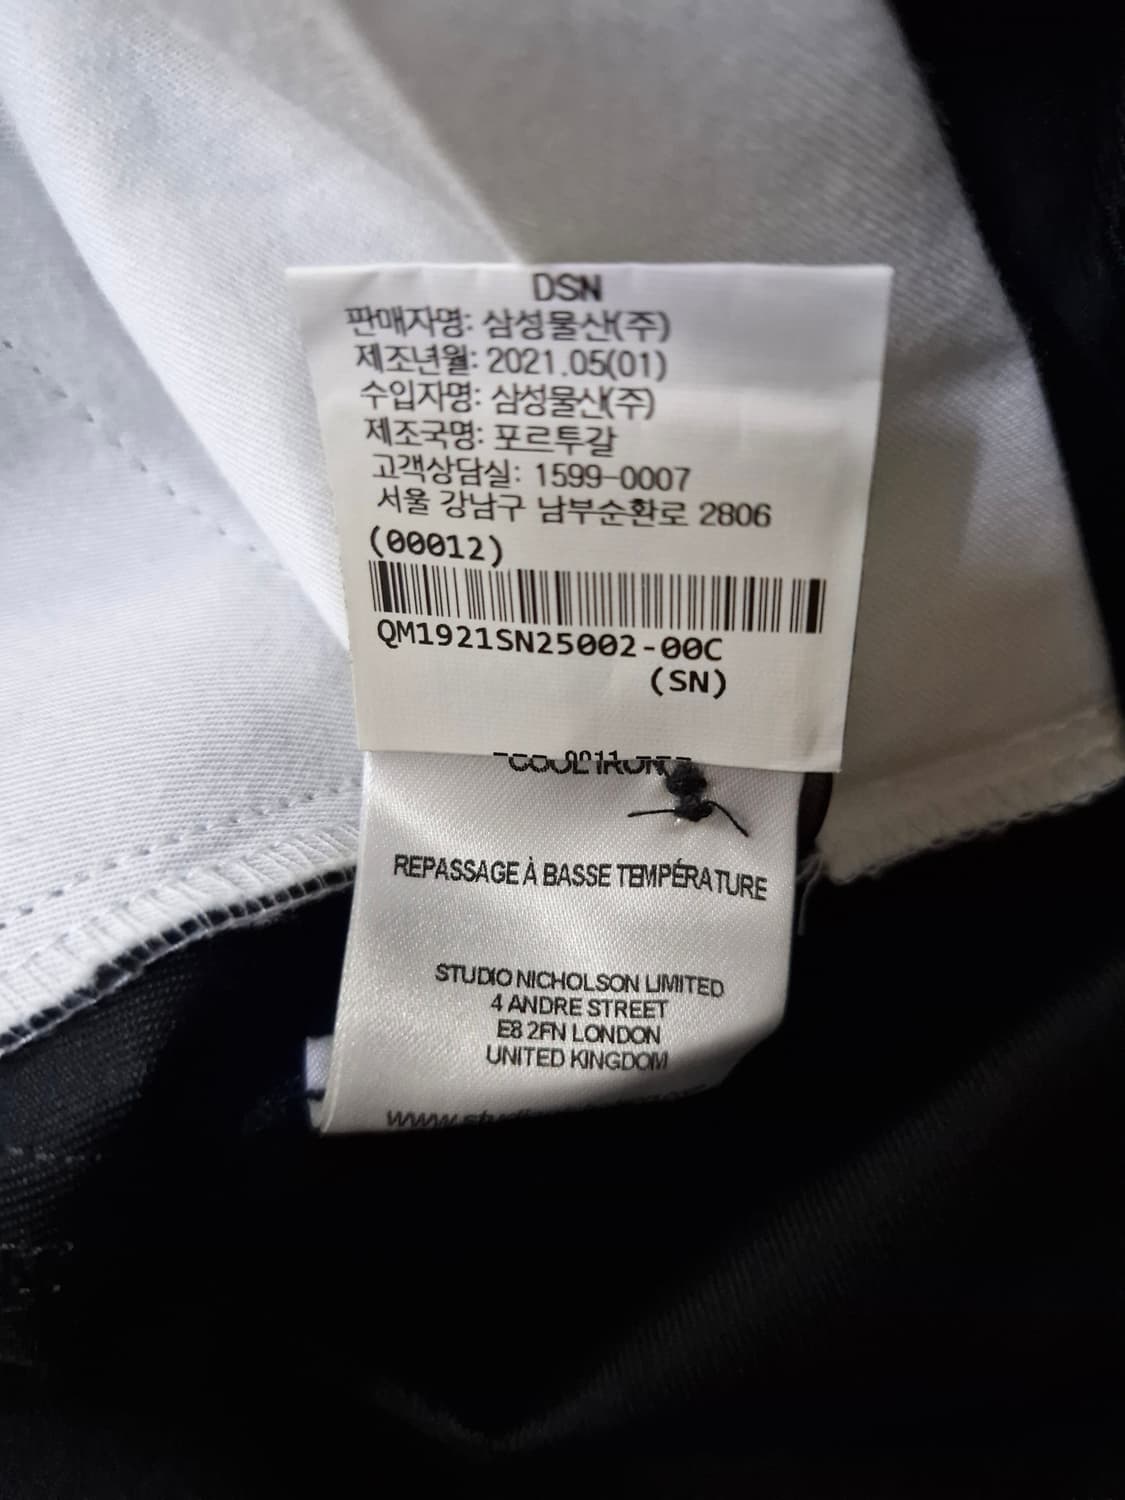 DSN
판매자명: 삼성물산(주)
제조년월: 2021.05(01)
수입자명: 삼성물산(주)
제조국명: 포르투갈
고객상담실: 1599-0007
서울 강남구 남부순환로 2806
(00012)
QM1921SN25002-00C
(SN)
COOL IRON
REPASSAGE À BASSE TEMPÉRATURE
STUDIO NICHOLSON LIMITED
4 ANDRE STREET
E8 2FN LONDON
UNITED KINGDOM